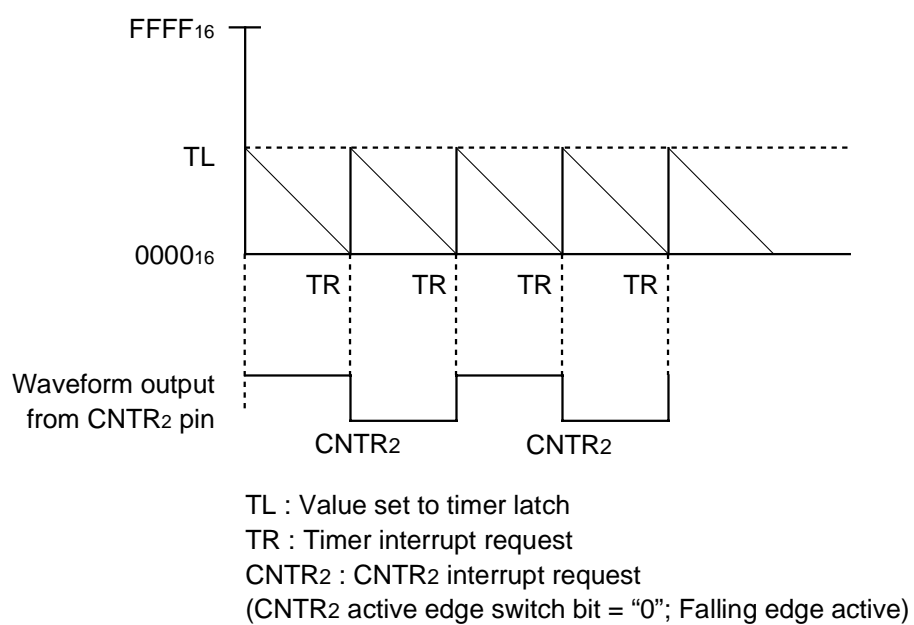 FFFF16
TL
000016
TR TR TR TR
Waveform output
from CNTR2 pin
CNTR2 CNTR2
TL : Value set to timer latch
TR : Timer interrupt request
CNTR2 : CNTR2 interrupt request
(CNTR2 active edge switch bit = “0”; Falling edge active)